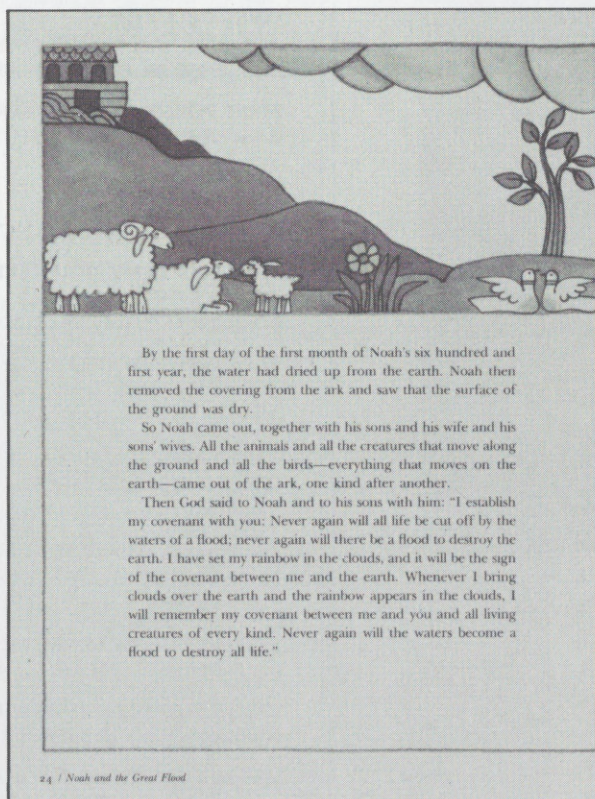 By the first day of the first month of Noah's six hundred and
first year, the water had dried up from the earth. Noah then
removed the covering from the ark and saw that the surface of
the ground was dry.
So Noah came out, together with his sons and his wife and his
sons' wives. All the animals and all the creatures that move along
the ground and all the birds—everything that moves on the
earth—came out of the ark, one kind after another.
Then God said to Noah and to his sons with him: “I establish
my covenant with you: Never again will all life be cut off by the
waters of a flood; never again will there be a flood to destroy the
earth. I have set my rainbow in the clouds, and it will be the sign
of the covenant between me and the earth. Whenever I bring
clouds over the earth and the rainbow appears in the clouds, I
will remember my covenant between me and you and all living
creatures of every kind. Never again will the waters become a
flood to destroy all life.”
24 / Noah and the Great Flood